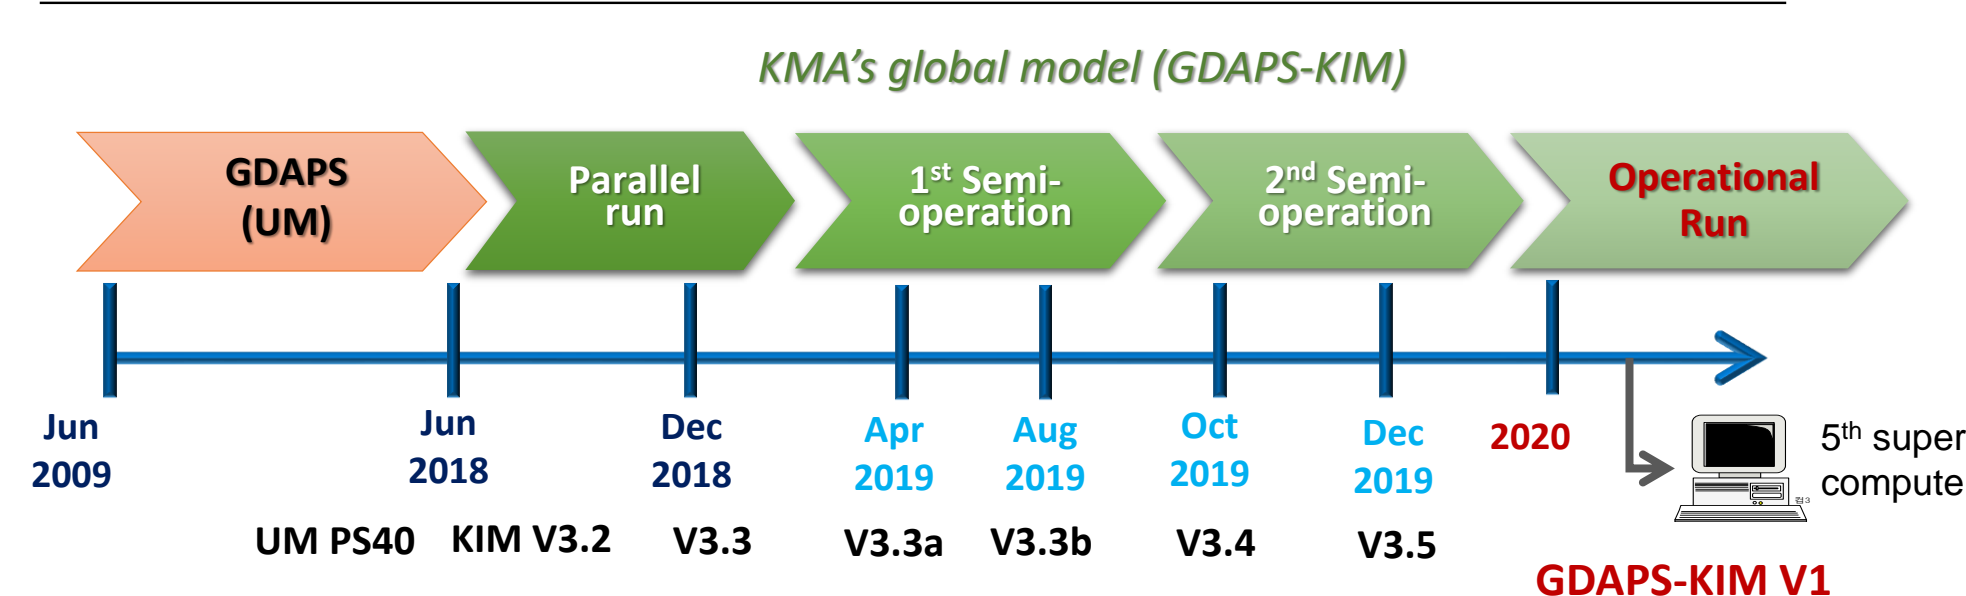 KMA's global model (GDAPS-KIM)
GDAPS
(UM)
Parallel
run
1st Semi-
operation
2nd Semi-
operation
Operational
Run
Jun
2009
Jun
2018
Dec
2018
Apr
2019
Aug
2019
Oct
2019
Dec
2019
2020
5th super
compute
컴3
UM PS40
KIM V3.2
V3.3
V3.3a
V3.3b
V3.4
V3.5
GDAPS-KIM V1